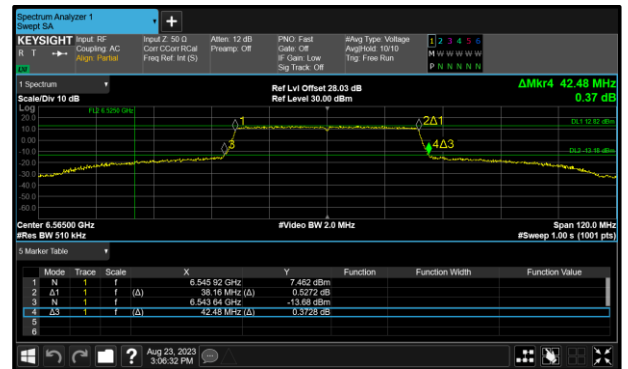 Spectrum Analyzer 1
Swept SA
+
KEYSIGHT Input: RF Input Z: 50 Ω Atten: 12 dB PNO: Fast #Avg Type: Voltage 1 2 3 4 5 6
R T Coupling: AC Corr CCorr RCal Preamp: Off Gate: Off Avg|Hold: 10/10 M W W W W W
Align: Partial Freq Ref: Int (S) IF Gain: Low Trig: Free Run
Sig Track: Off P N N N N N
LXI
1 Spectrum Ref Lvl Offset 28.03 dB ΔMkr4 42.48 MHz
Scale/Div 10 dB Ref Level 30.00 dBm 0.37 dB
Log
FL2 6.5250 GHz
20.0
10.0
0.00
-10.0
-20.0
-30.0
-40.0
-50.0
-60.0
1
2Δ1
3
4Δ3
DL1 12.82 dBm
DL2 -13.18 dBm
Center 6.56500 GHz #Video BW 2.0 MHz Span 120.0 MHz
#Res BW 510 kHz #Sweep 1.00 s (1001 pts)
5 Marker Table
Mode Trace Scale X Y Function Function Width Function Value
1 N 1 f 6.545 92 GHz 7.462 dBm
2 Δ1 1 f (Δ) 38.16 MHz (Δ) 0.5272 dB
3 N 1 f 6.543 64 GHz -13.68 dBm
4 Δ3 1 f (Δ) 42.48 MHz (Δ) 0.3728 dB
5
6
? Aug 23, 2023
3:06:32 PM